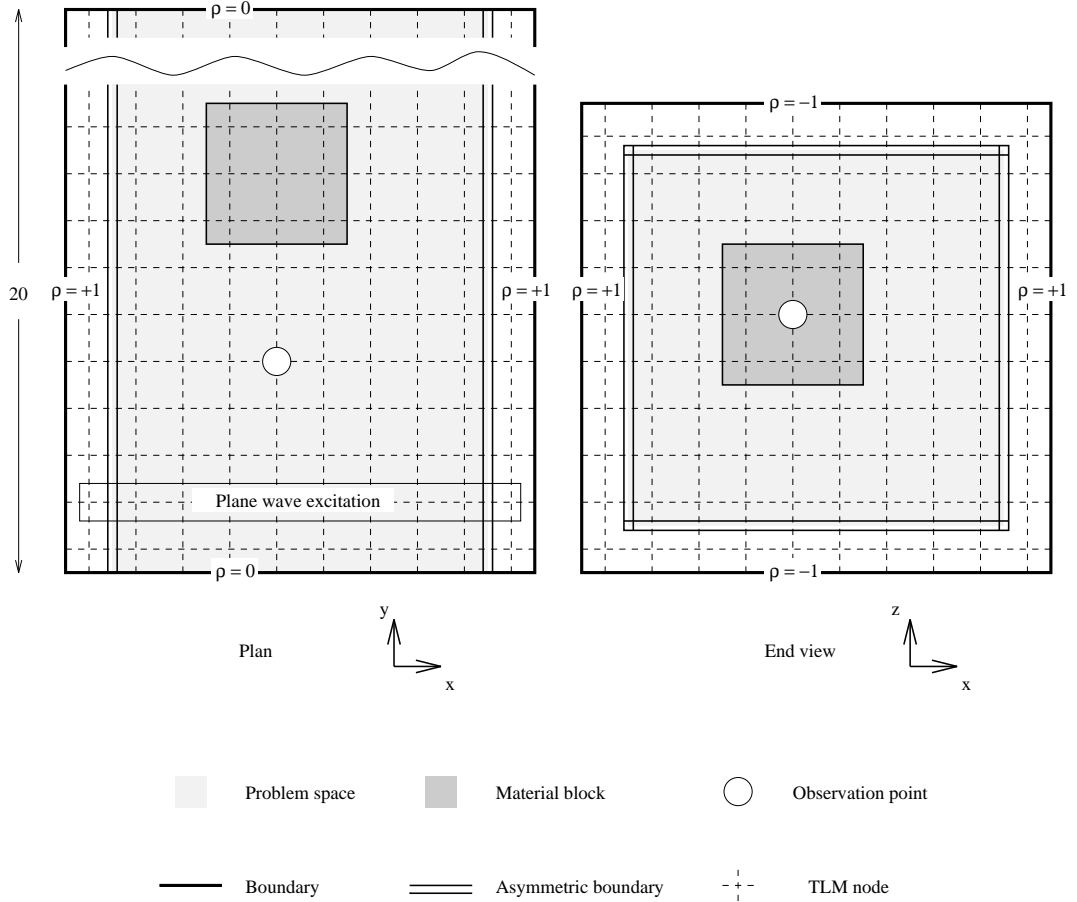 ρ = 0
ρ = −1
20
ρ = +1
ρ = +1
ρ = +1
ρ = +1
Plane wave excitation
ρ = 0
ρ = −1
y
x
Plan
z
x
End view
Problem space
Material block
Observation point
Boundary
Asymmetric boundary
TLM node